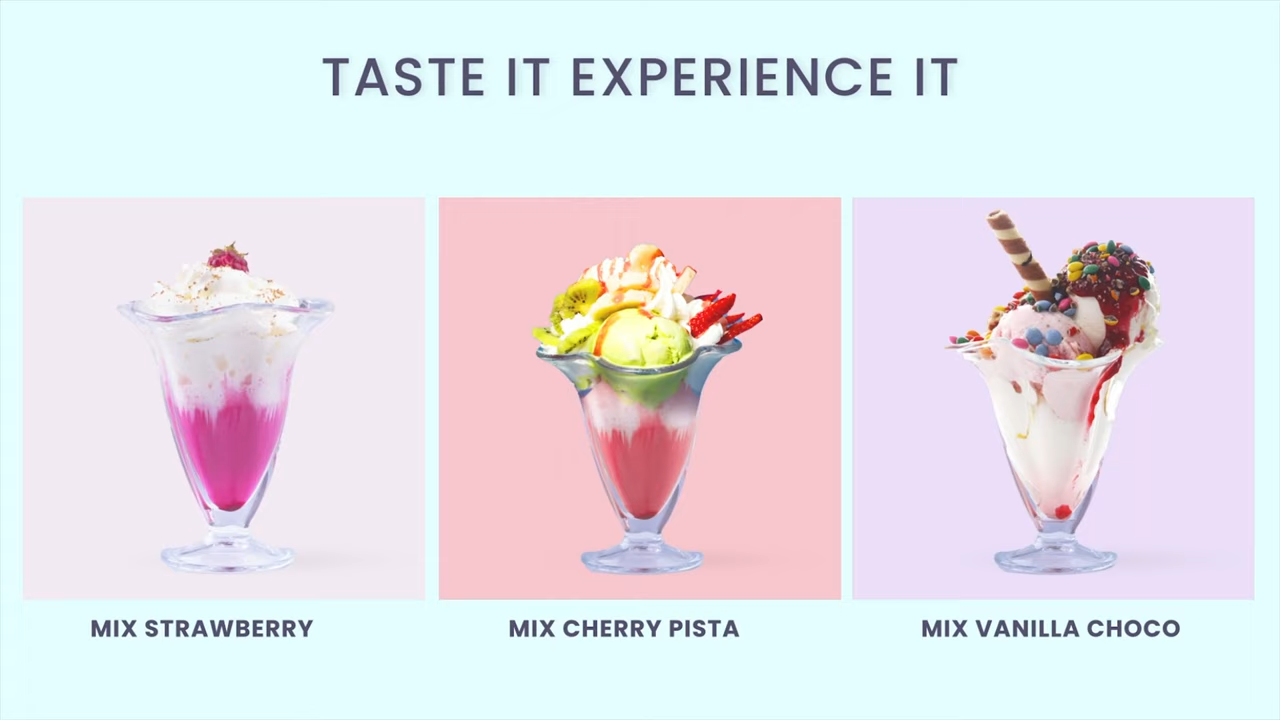 TASTE IT EXPERIENCE IT
MIX STRAWBERRY
MIX CHERRY PISTA
MIX VANILLA CHOCO